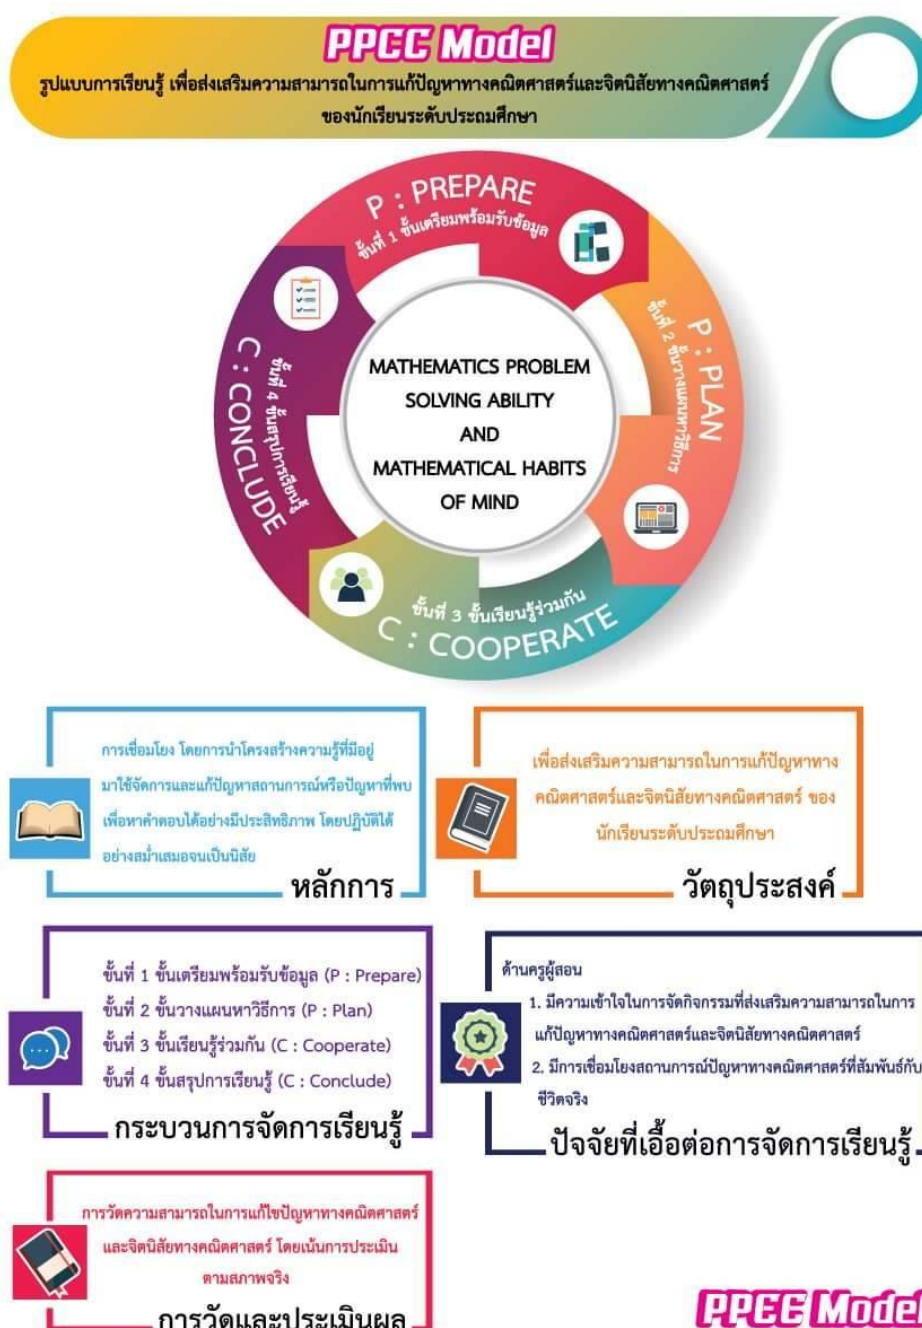 PPCC Model
รูปแบบการเรียนรู้ เพื่อส่งเสริมความสามารถในการแก้ปัญหาทางคณิตศาสตร์และจิตนิสัยทางคณิตศาสตร์
ของนักเรียนระดับประถมศึกษา
P : PREPARE
ขั้นที่ 1 ขั้นเตรียมพร้อมรับข้อมูล
P : PLAN
ขั้นที่ 2 ขั้นวางแผนหาวิธีการ
ขั้นที่ 3 ขั้นเรียนรู้ร่วมกัน
C : COOPERATE
C : CONCLUDE
ขั้นที่ 4 ขั้นสรุปการเรียนรู้
MATHEMATICS PROBLEM
SOLVING ABILITY
AND
MATHEMATICAL HABITS
OF MIND
การเชื่อมโยง โดยการนำโครงสร้างความรู้ที่มีอยู่
มาใช้จัดการและแก้ปัญหาสถานการณ์หรือปัญหาที่พบ
เพื่อหาคำตอบได้อย่างมีประสิทธิภาพ โดยปฏิบัติได้
อย่างสม่ำเสมอจนเป็นนิสัย
หลักการ
เพื่อส่งเสริมความสามารถในการแก้ปัญหาทาง
คณิตศาสตร์และจิตนิสัยทางคณิตศาสตร์ ของ
นักเรียนระดับประถมศึกษา
วัตถุประสงค์
ขั้นที่ 1 ขั้นเตรียมพร้อมรับข้อมูล (P : Prepare)
ขั้นที่ 2 ขั้นวางแผนหาวิธีการ (P : Plan)
ขั้นที่ 3 ขั้นเรียนรู้ร่วมกัน (C : Cooperate)
ขั้นที่ 4 ขั้นสรุปการเรียนรู้ (C : Conclude)
กระบวนการจัดการเรียนรู้
ด้านครูผู้สอน
1. มีความเข้าใจในการจัดกิจกรรมที่ส่งเสริมความสามารถในการ
แก้ปัญหาทางคณิตศาสตร์และจิตนิสัยทางคณิตศาสตร์
2. มีการเชื่อมโยงสถานการณ์ปัญหาทางคณิตศาสตร์ที่สัมพันธ์กับ
ชีวิตจริง
ปัจจัยที่เอื้อต่อการจัดการเรียนรู้
การวัดความสามารถในการแก้ไขปัญหาทางคณิตศาสตร์
และจิตนิสัยทางคณิตศาสตร์ โดยเน้นการประเมิน
ตามสภาพจริง
การวัดและประเมินผล
PPCC Model